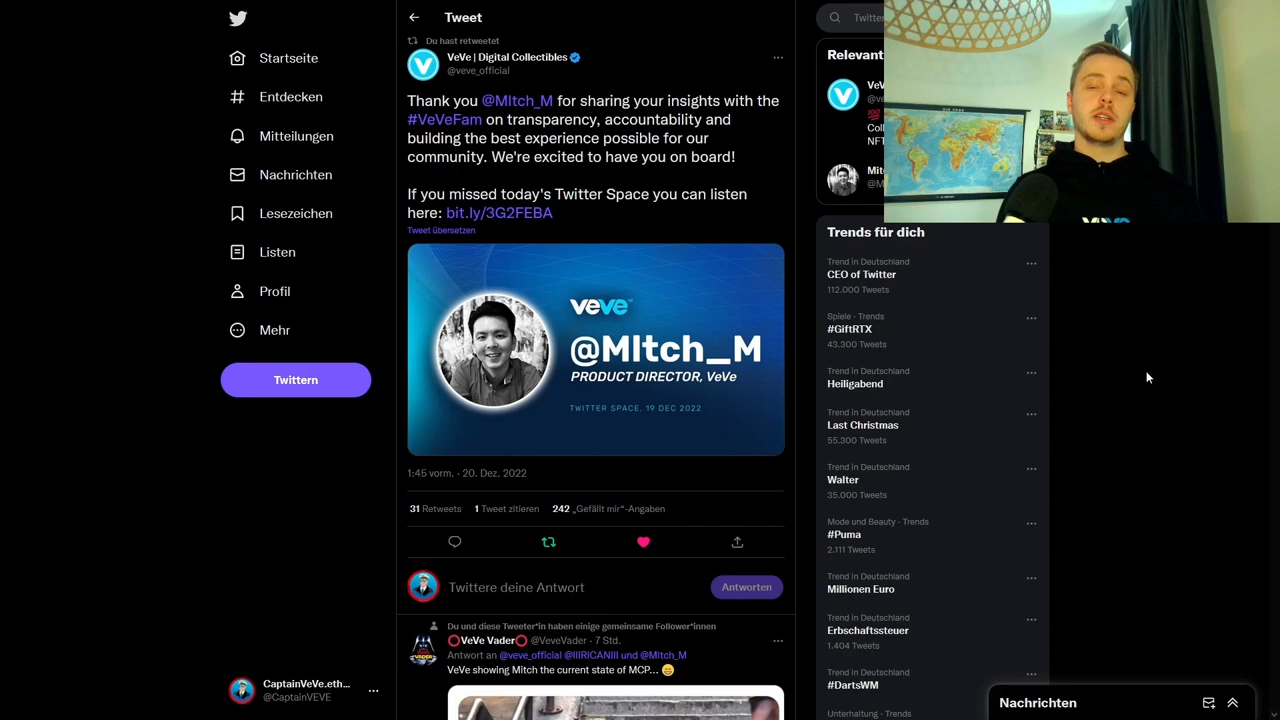 Startseite
Entdecken
Mitteilungen
Nachrichten
Lesezeichen
Listen
Profil
Mehr
Twittern
CaptainVeVe.eth...
@CaptainVEVE
Tweet
Du hast retweetet
VeVe | Digital Collectibles
@veve_official
Thank you @MItch_M for sharing your insights with the
#VeVeFam on transparency, accountability and
building the best experience possible for our
community. We're excited to have you on board!
If you missed today's Twitter Space you can listen
here: bit.ly/3G2FEBA
Tweet übersetzen
veve
@MItch_M
PRODUCT DIRECTOR, VeVe
TWITTER SPACE, 19 DEC 2022
1:45 vorm. · 20. Dez. 2022
31 Retweets 1 Tweet zitieren 242 „Gefällt mir“-Angaben
Twittere deine Antwort
Antworten
Du und diese Tweeter*in haben einige gemeinsame Follower*innen
VeVe Vader @VeveVader · 7 Std.
Antwort an @veve_official @IIIRICANIII und @MItch_M
VeVe showing Mitch the current state of MCP...
Twitter
Relevant
VeV
@ve
100
Coll
NFT
Mit
@M
Trends für dich
Trend in Deutschland
CEO of Twitter
112.000 Tweets
Spiele · Trends
#GiftRTX
43.300 Tweets
Trend in Deutschland
Heiligabend
Trend in Deutschland
Last Christmas
55.300 Tweets
Trend in Deutschland
Walter
35.000 Tweets
Mode und Beauty · Trends
#Puma
2.111 Tweets
Trend in Deutschland
Millionen Euro
Trend in Deutschland
Erbschaftssteuer
1.404 Tweets
Trend in Deutschland
#DartsWM
Unterhaltung · Trends
Nachrichten